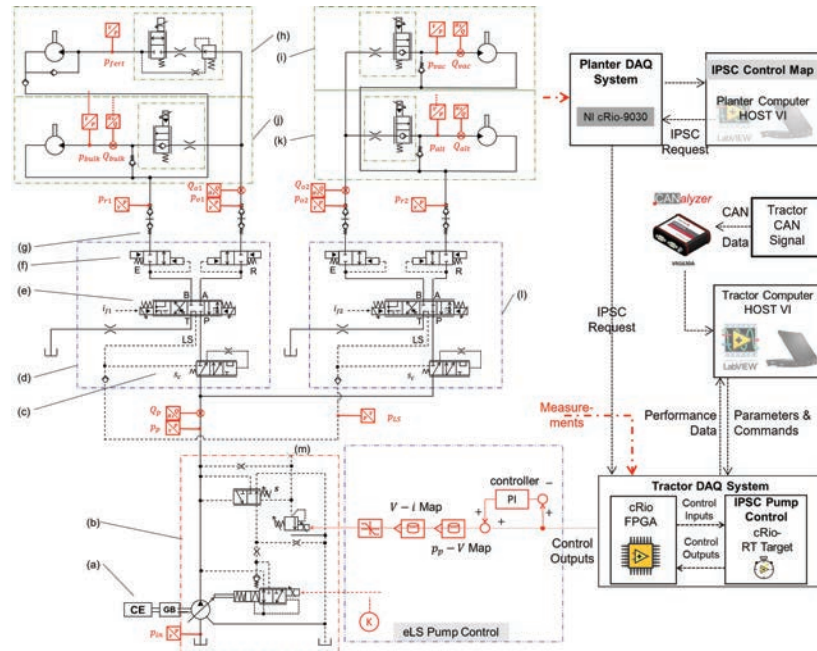 (h)
(i)
(j)
(k)
p_fert
p_vac
Q_vac
p_bulk
Q_bulk
p_alt
Q_alt
Q_o1
p_r1
p_o1
Q_o2
p_o2
p_r2
(g)
(f)
E
R
E
R
(e)
B
A
B
A
(l)
i_f1
i_f2
T
P
T
P
LS
LS
(d)
s_c
s_c
(c)
Q_p
p_p
p_LS
(m)
s
(b)
(a)
CE
GB
p_in
V − i Map
p_p − V Map
controller
PI
−
+
+
K
eLS Pump Control
Planter DAQ
System
NI cRio-9030
IPSC Control Map
Planter Computer
HOST VI
LabVIEW
IPSC
Request
CANalyzer
CAN
Data
Tractor
CAN
Signal
IPSC
Request
Tractor Computer
HOST VI
LabVIEW
Measure-
ments
Performance
Data
Parameters &
Commands
Tractor DAQ System
Control
Outputs
cRio
FPGA
Control
Inputs
Control
Outputs
IPSC Pump
Control
cRio-
RT Target